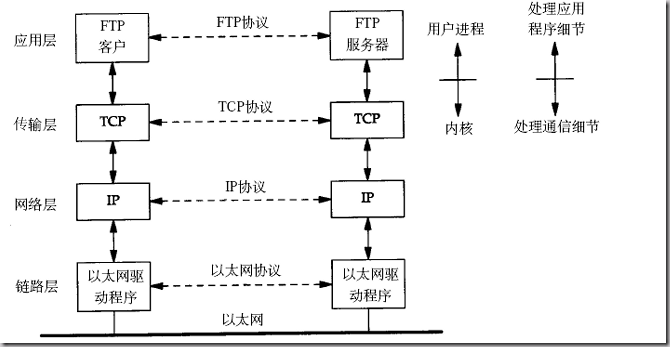 应用层
FTP
客户
FTP协议
FTP
服务器
用户进程
处理应用
程序细节
传输层
TCP
TCP协议
TCP
内核
处理通信细节
网络层
IP
IP协议
IP
链路层
以太网驱
动程序
以太网协议
以太网驱
动程序
以太网